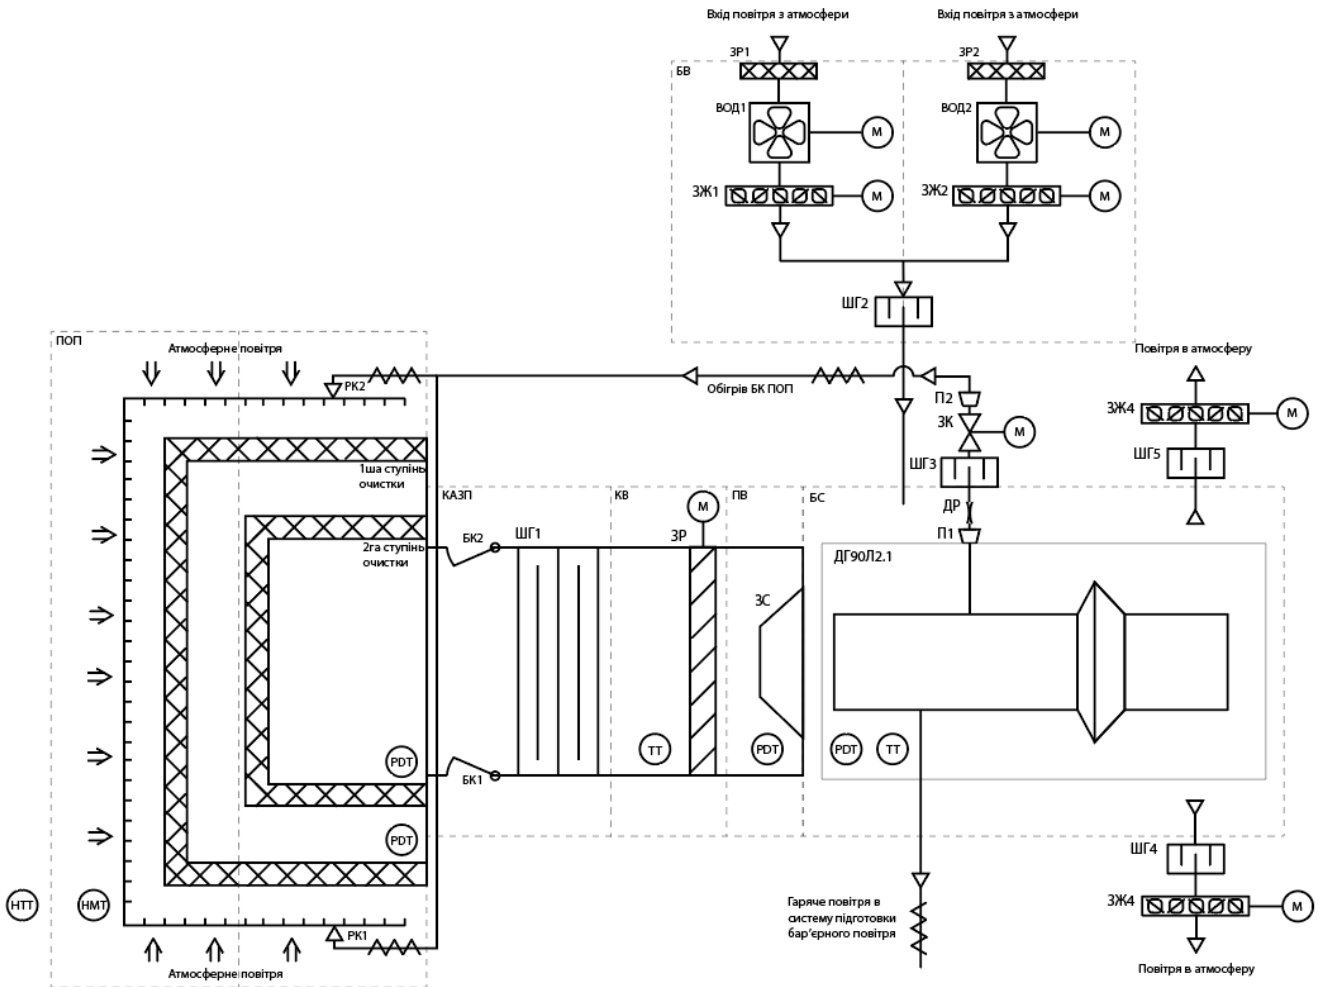 Вхід повітря з атмосфери
Вхід повітря з атмосфери
ЗР1
ЗР2
БВ
ВОД1
М
ВОД2
М
ЗЖ1
М
ЗЖ2
М
ШГ2
ПОП
Атмосферне повітря
РК2
Обігрів БК ПОП
П2
ЗК
М
Повітря в атмосферу
ЗЖ4
М
ШГ3
ШГ5
1ша ступінь
очистки
КАЗП
КВ
ПВ
БС
М
ДР
П1
2га ступінь
очистки
БК2
ШГ1
ЗР
ДГ90Л2.1
ЗС
PDT
БК1
ТТ
PDT
PDT
ТТ
PDT
ШГ4
НТТ
НМТ
ЗЖ4
М
Гаряче повітря в
систему підготовки
бар'єрного повітря
РК1
Атмосферне повітря
Повітря в атмосферу